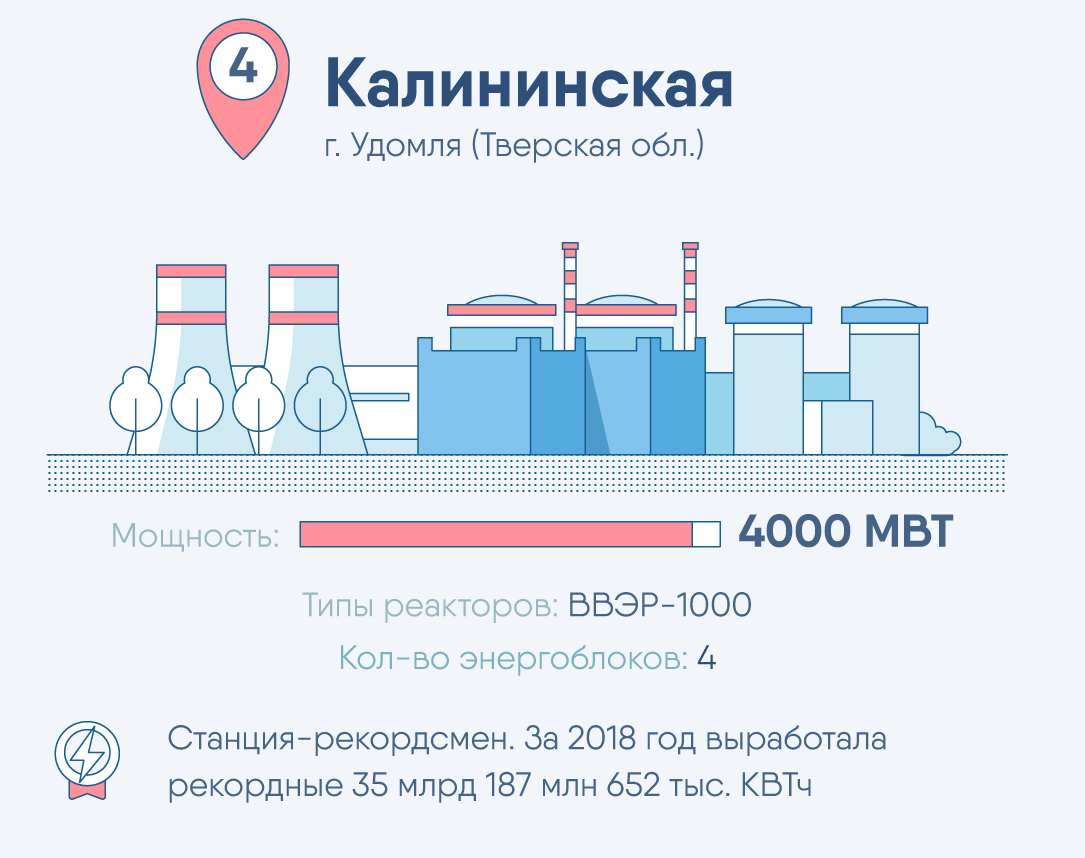 4
Калининская
г. Удомля (Тверская обл.)
Мощность: 4000 МВТ
Типы реакторов: ВВЭР-1000
Кол-во энергоблоков: 4
Станция-рекордсмен. За 2018 год выработала
рекордные 35 млрд 187 млн 652 тыс. КВТч